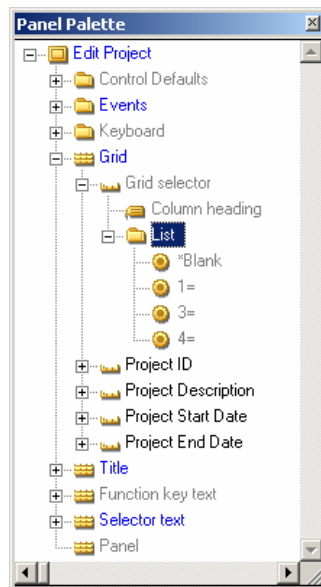 Panel Palette
Edit Project
Control Defaults
Events
Keyboard
Grid
Grid selector
Column heading
List
*Blank
1=
3=
4=
Project ID
Project Description
Project Start Date
Project End Date
Title
Function key text
Selector text
Panel